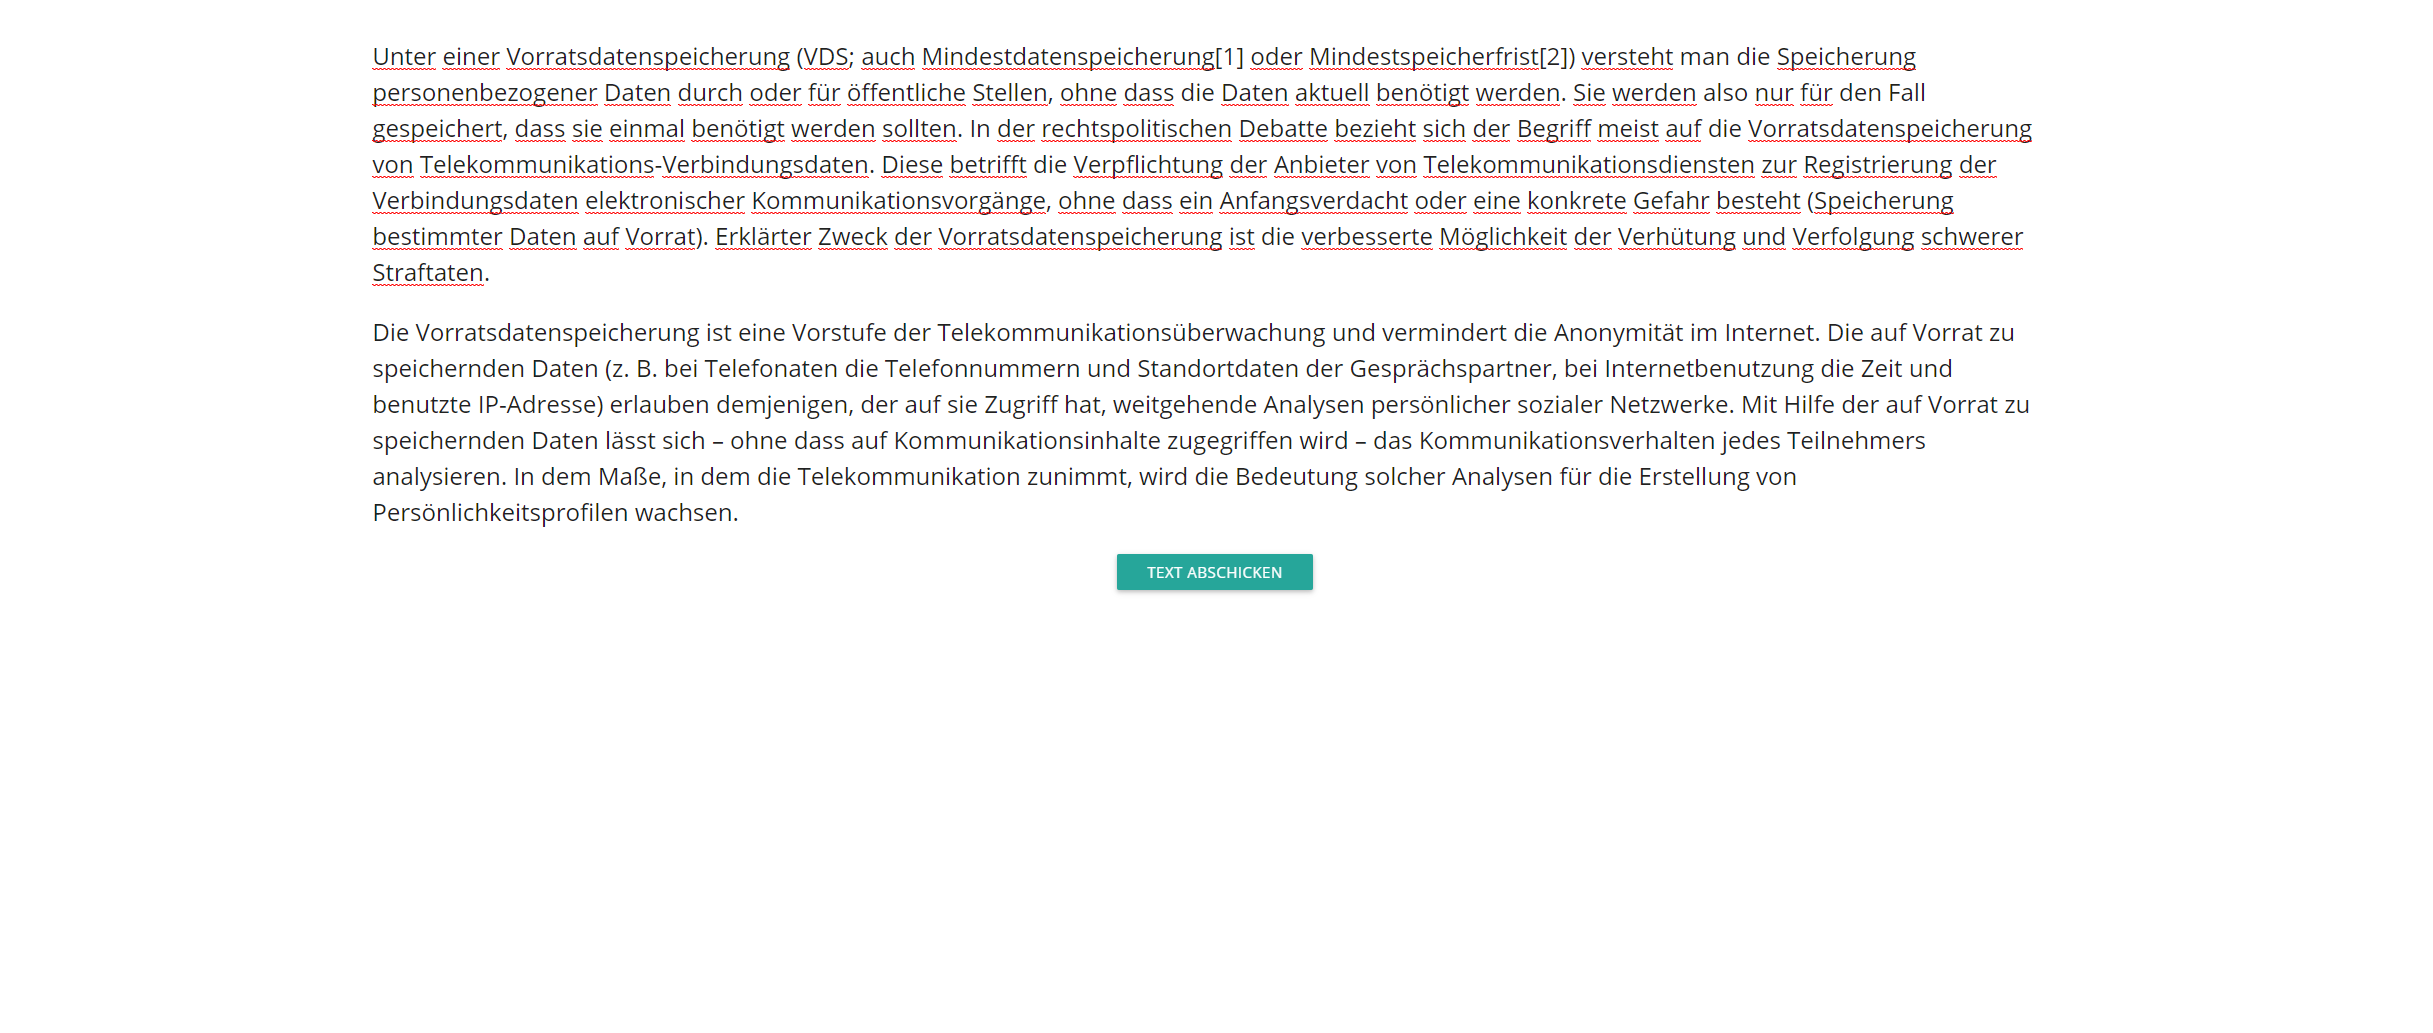 Unter einer Vorratsdatenspeicherung (VDS; auch Mindestdatenspeicherung[1] oder Mindestspeicherfrist[2]) versteht man die Speicherung
personenbezogener Daten durch oder für öffentliche Stellen, ohne dass die Daten aktuell benötigt werden. Sie werden also nur für den Fall
gespeichert, dass sie einmal benötigt werden sollten. In der rechtspolitischen Debatte bezieht sich der Begriff meist auf die Vorratsdatenspeicherung
von Telekommunikations-Verbindungsdaten. Diese betrifft die Verpflichtung der Anbieter von Telekommunikationsdiensten zur Registrierung der
Verbindungsdaten elektronischer Kommunikationsvorgänge, ohne dass ein Anfangsverdacht oder eine konkrete Gefahr besteht (Speicherung
bestimmter Daten auf Vorrat). Erklärter Zweck der Vorratsdatenspeicherung ist die verbesserte Möglichkeit der Verhütung und Verfolgung schwerer
Straftaten.
Die Vorratsdatenspeicherung ist eine Vorstufe der Telekommunikationsüberwachung und vermindert die Anonymität im Internet. Die auf Vorrat zu
speichernden Daten (z. B. bei Telefonaten die Telefonnummern und Standortdaten der Gesprächspartner, bei Internetbenutzung die Zeit und
benutzte IP-Adresse) erlauben demjenigen, der auf sie Zugriff hat, weitgehende Analysen persönlicher sozialer Netzwerke. Mit Hilfe der auf Vorrat zu
speichernden Daten lässt sich – ohne dass auf Kommunikationsinhalte zugegriffen wird – das Kommunikationsverhalten jedes Teilnehmers
analysieren. In dem Maße, in dem die Telekommunikation zunimmt, wird die Bedeutung solcher Analysen für die Erstellung von
Persönlichkeitsprofilen wachsen.
TEXT ABSCHICKEN